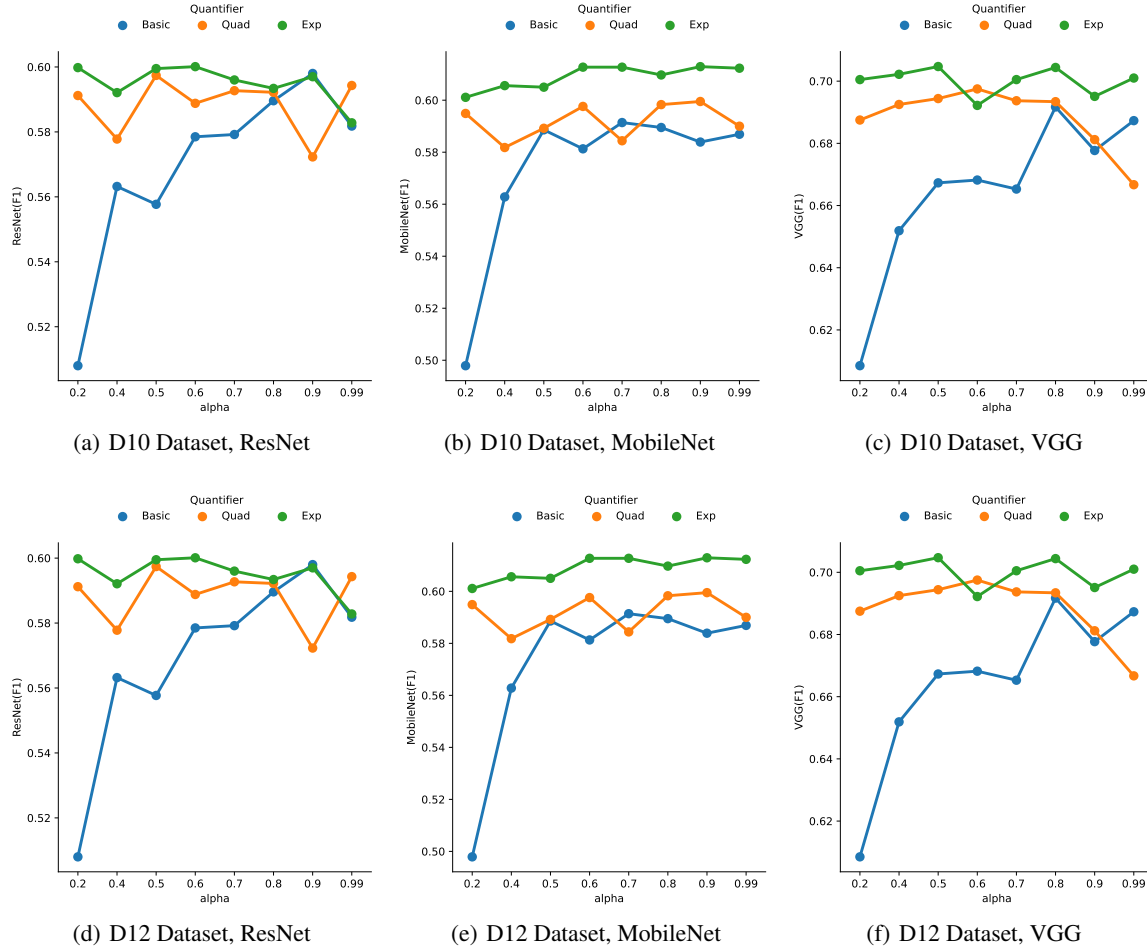 Quantifier
Basic Quad Exp
0.60
0.58
0.56
0.54
0.52
ResNet(F1)
0.2 0.4 0.5 0.6 0.7 0.8 0.9 0.99
alpha
(a) D10 Dataset, ResNet
Quantifier
Basic Quad Exp
0.60
0.58
0.56
0.54
0.52
0.50
MobileNet(F1)
0.2 0.4 0.5 0.6 0.7 0.8 0.9 0.99
alpha
(b) D10 Dataset, MobileNet
Quantifier
Basic Quad Exp
0.70
0.68
0.66
0.64
0.62
VGG(F1)
0.2 0.4 0.5 0.6 0.7 0.8 0.9 0.99
alpha
(c) D10 Dataset, VGG
Quantifier
Basic Quad Exp
0.60
0.58
0.56
0.54
0.52
ResNet(F1)
0.2 0.4 0.5 0.6 0.7 0.8 0.9 0.99
alpha
(d) D12 Dataset, ResNet
Quantifier
Basic Quad Exp
0.60
0.58
0.56
0.54
0.52
0.50
MobileNet(F1)
0.2 0.4 0.5 0.6 0.7 0.8 0.9 0.99
alpha
(e) D12 Dataset, MobileNet
Quantifier
Basic Quad Exp
0.70
0.68
0.66
0.64
0.62
VGG(F1)
0.2 0.4 0.5 0.6 0.7 0.8 0.9 0.99
alpha
(f) D12 Dataset, VGG